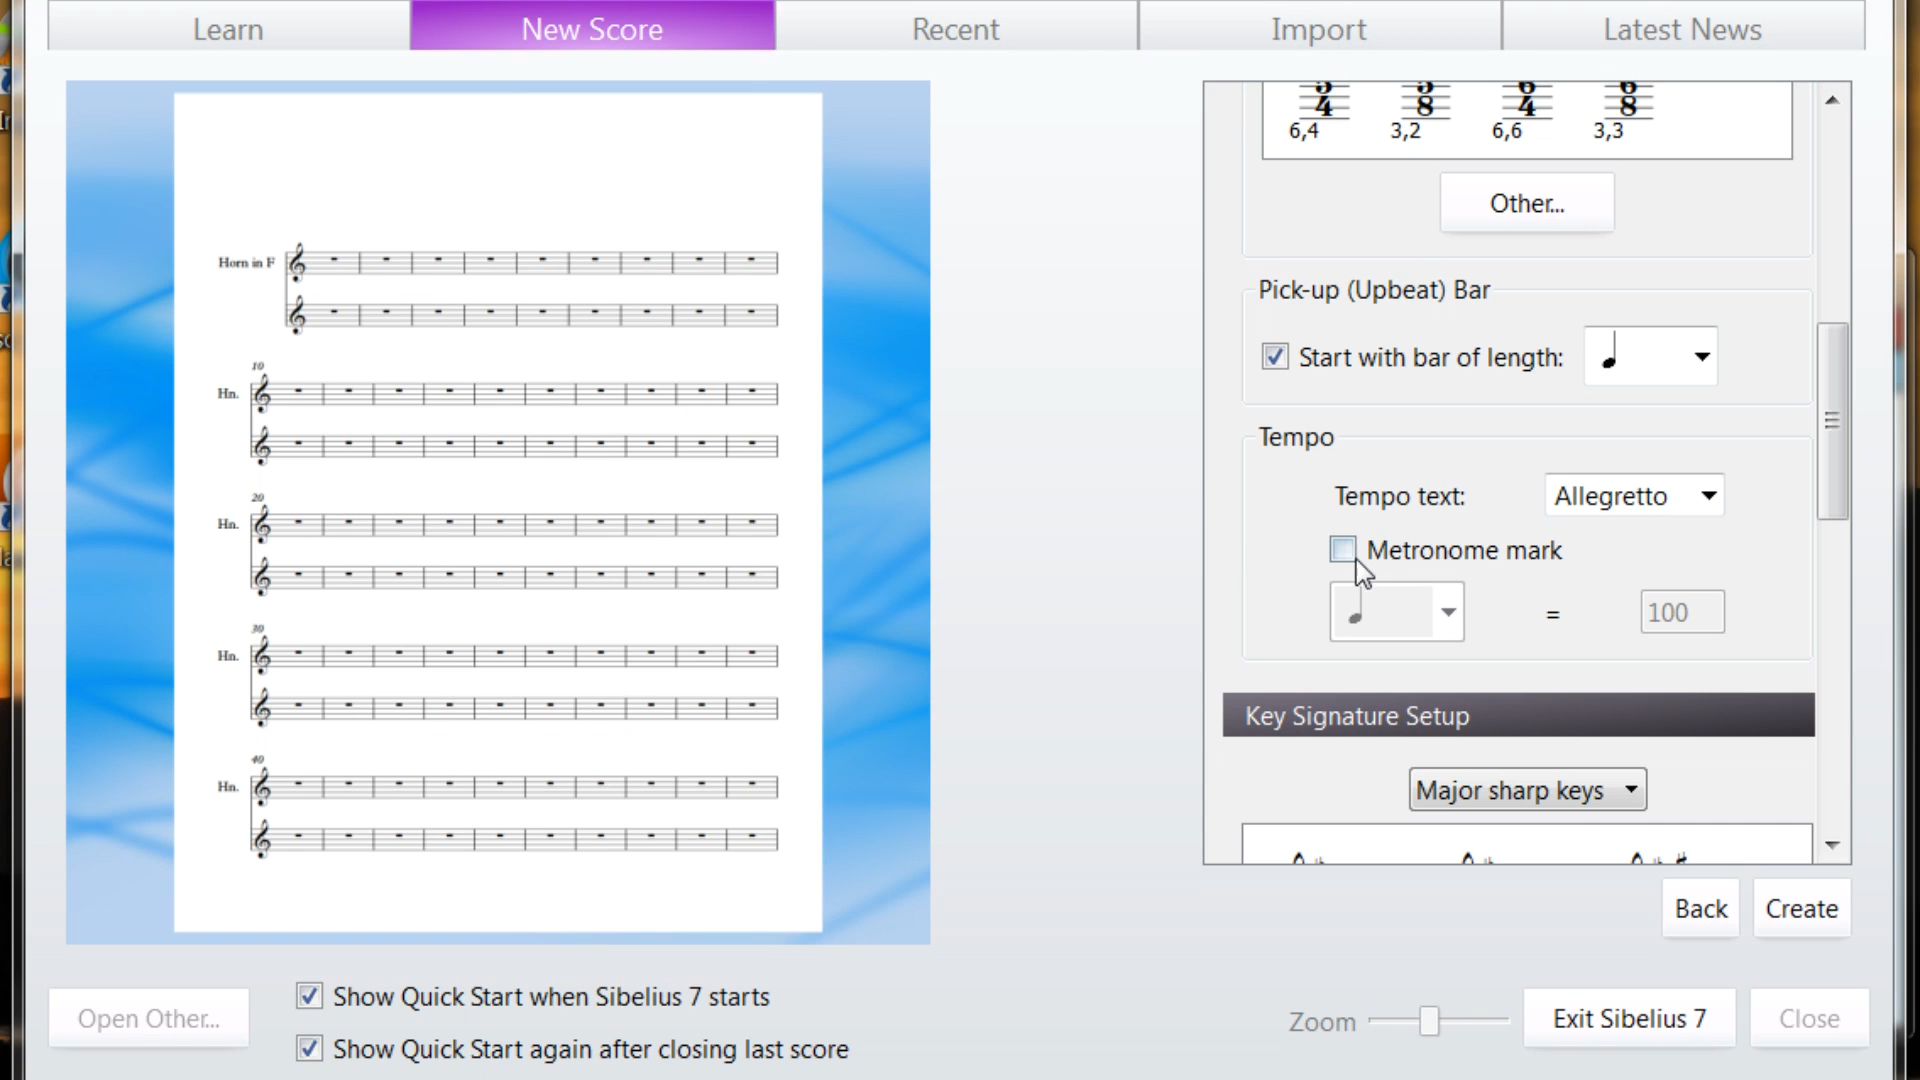 Learn
New Score
Recent
Import
Latest News
6,4
3,2
6,6
3,3
Other...
Pick-up (Upbeat) Bar
Start with bar of length:
Tempo
Tempo text:
Allegretto
Metronome mark
=
100
Key Signature Setup
Major sharp keys
Back
Create
Horn in F
10
Hn.
20
Hn.
30
Hn.
40
Hn.
Open Other...
Show Quick Start when Sibelius 7 starts
Show Quick Start again after closing last score
Zoom
Exit Sibelius 7
Close